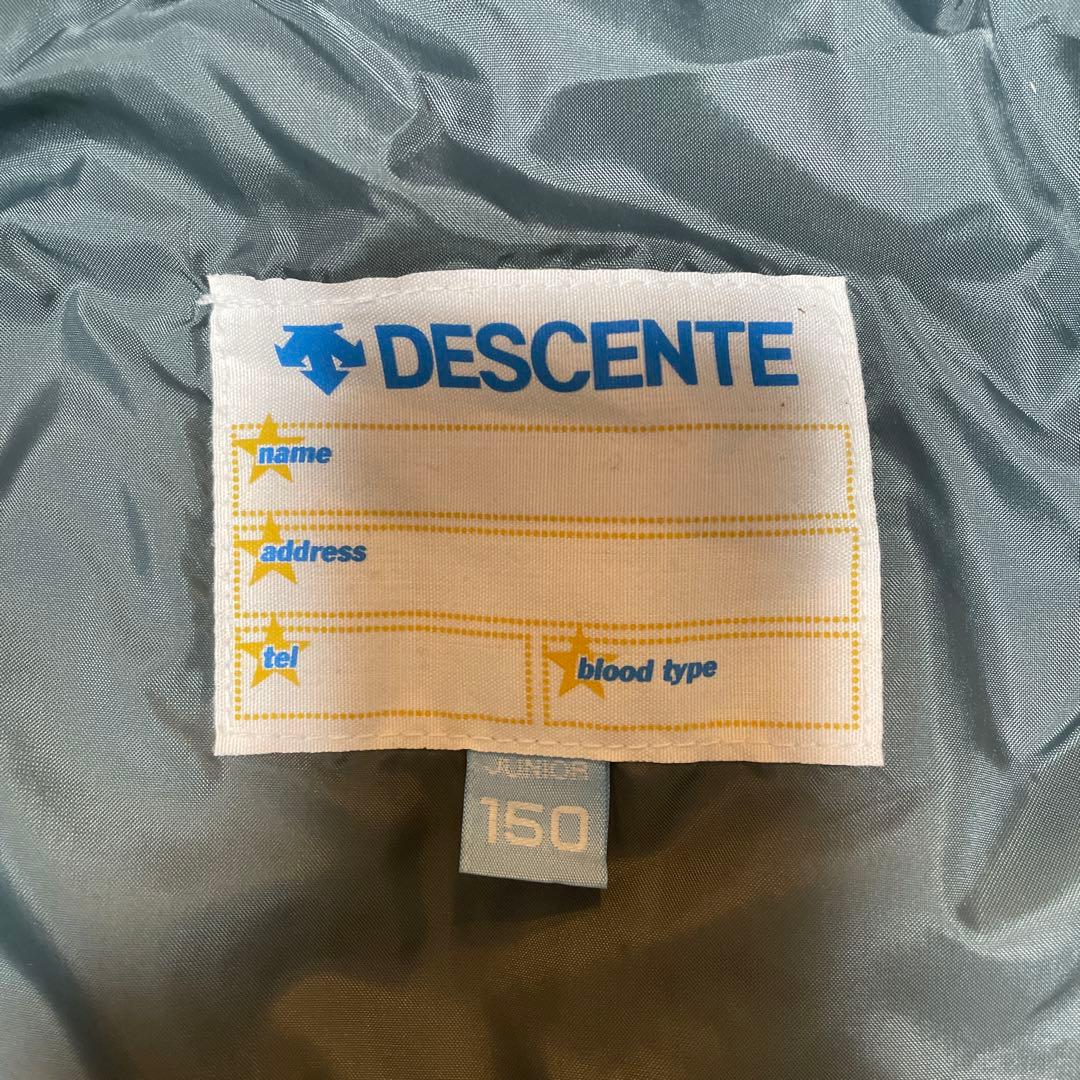 DESCENTE
name
address
tel
blood type
JUNIOR
150